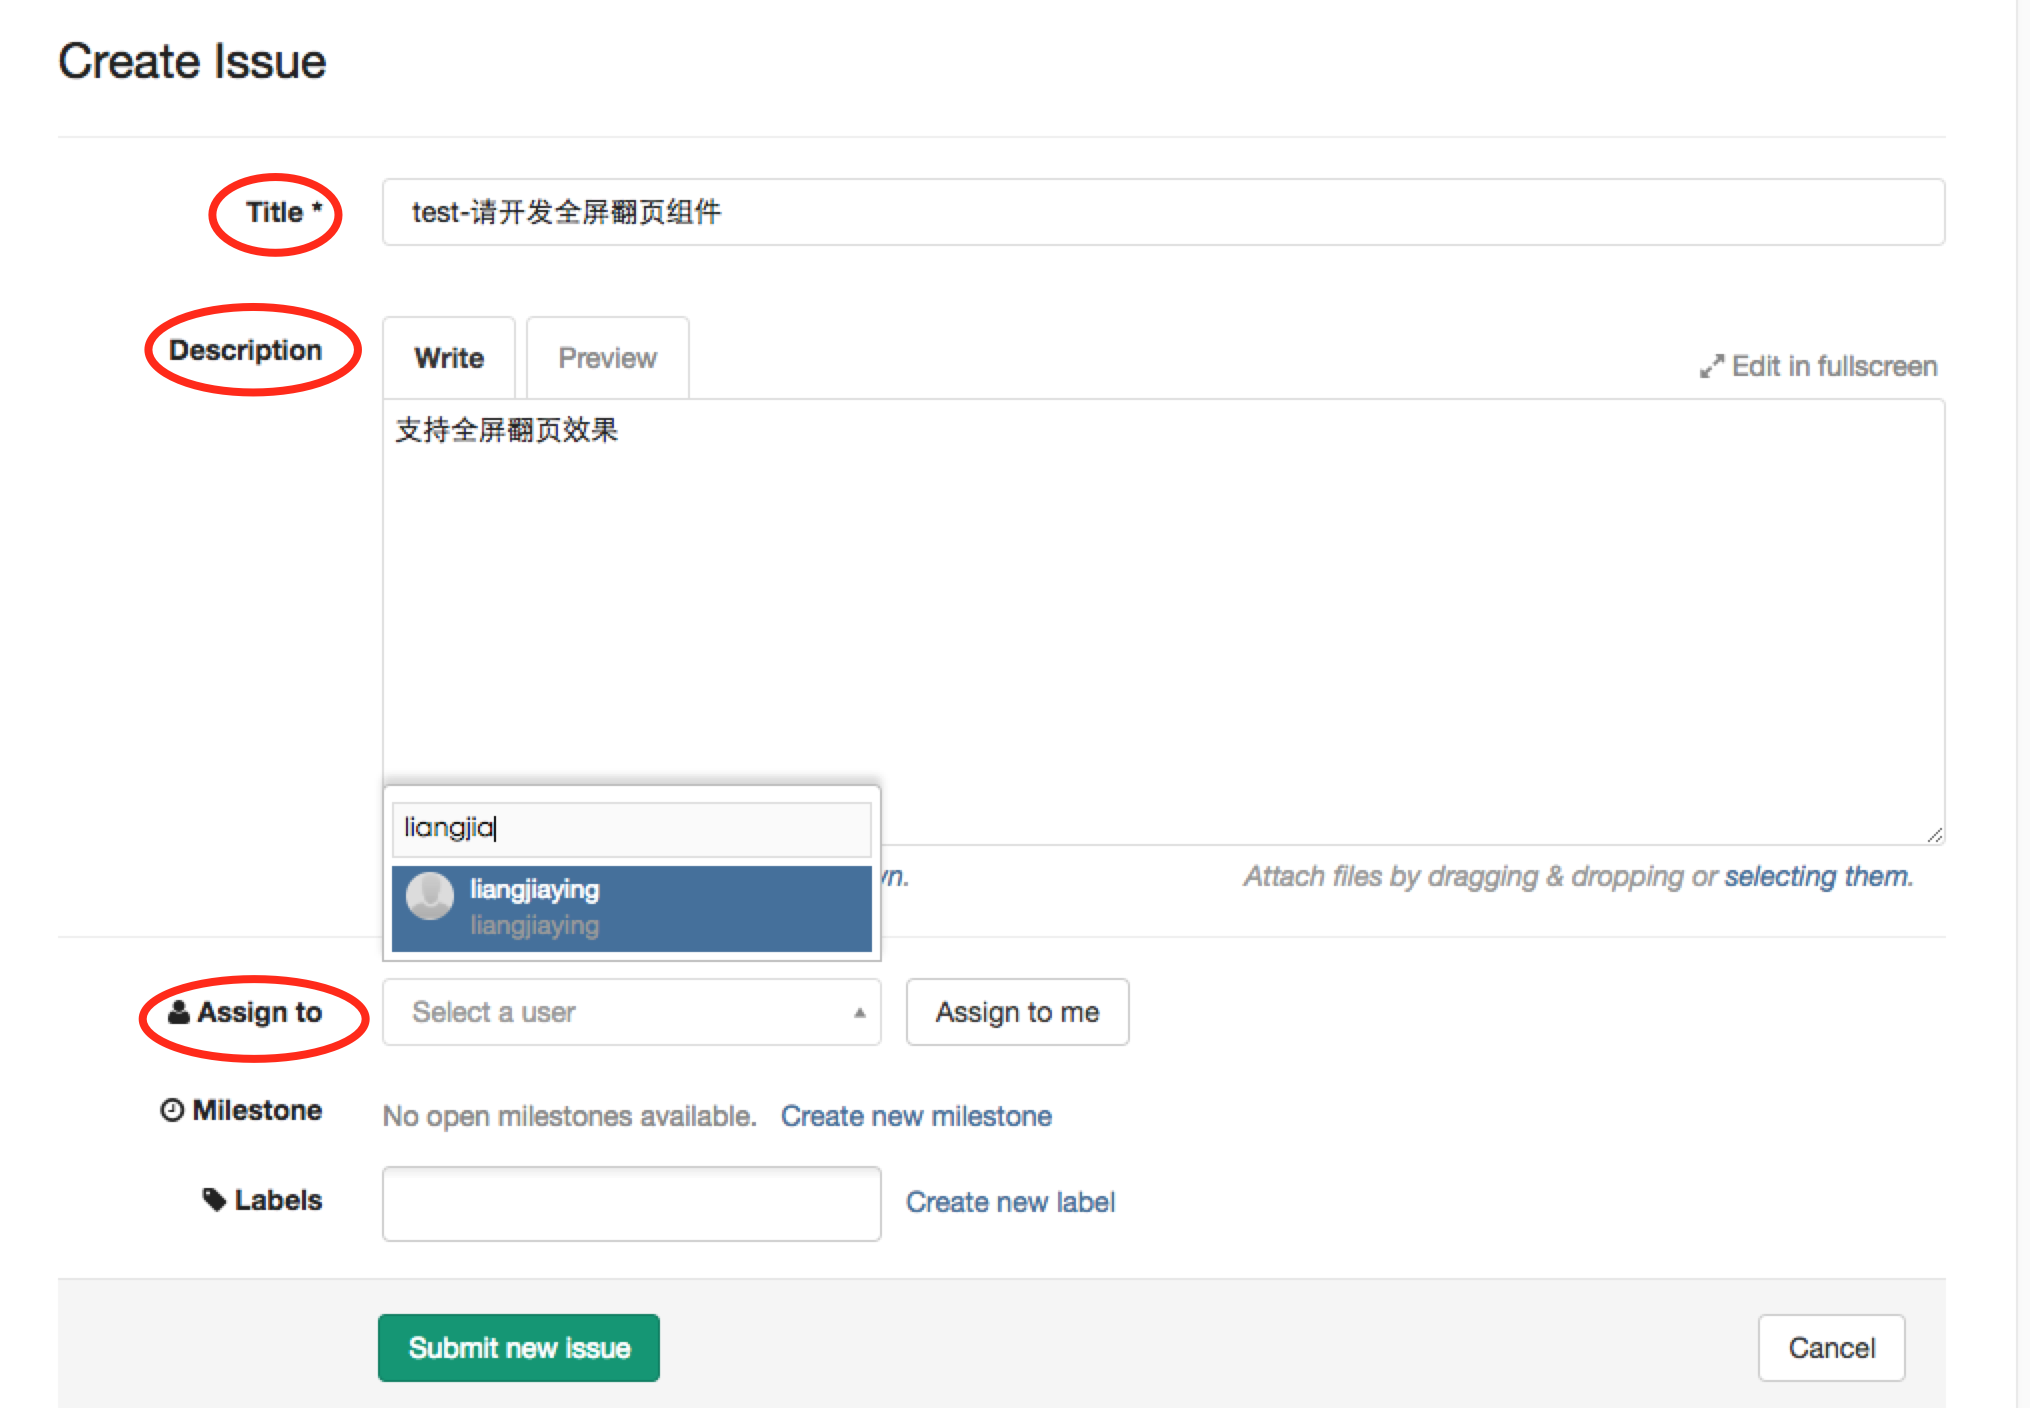 Create Issue
Title *
test-请开发全屏翻页组件
Description
Write
Preview
Edit in fullscreen
支持全屏翻页效果
liangjia
liangjiaying
liangjiaying
Attach files by dragging & dropping or selecting them.
Assign to
Select a user
Assign to me
Milestone
No open milestones available. Create new milestone
Labels
Create new label
Submit new issue
Cancel